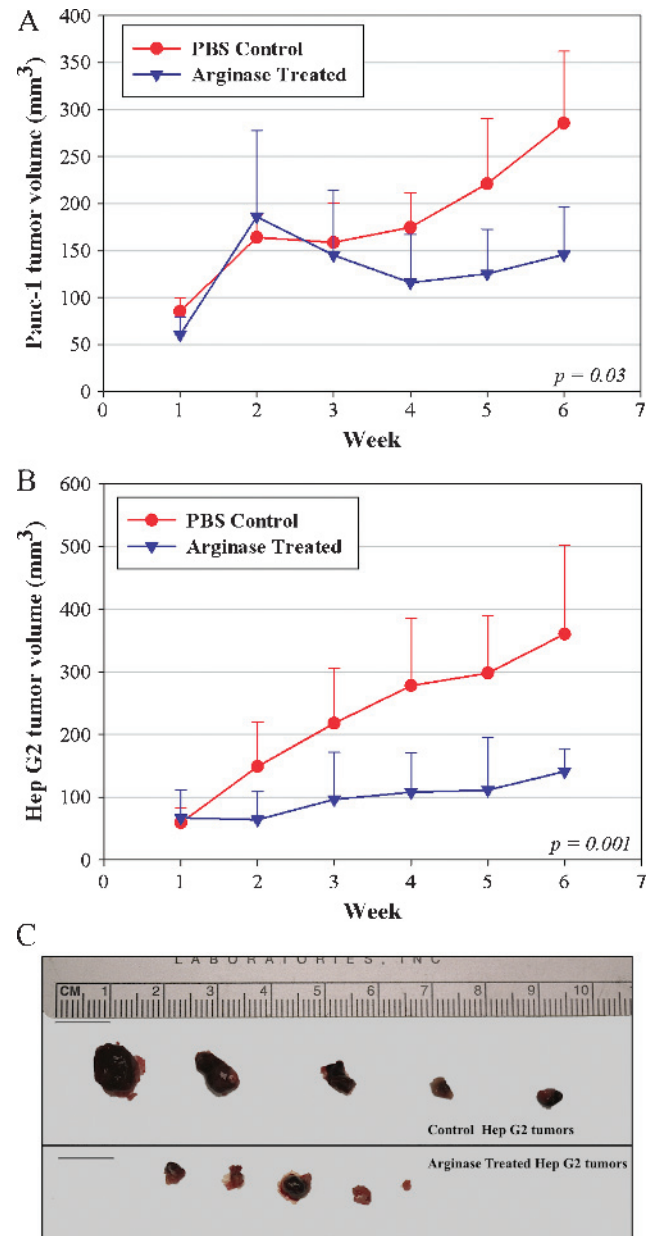 A
PBS Control
Arginase Treated
Panc-1 tumor volume (mm3)
400
350
300
250
200
150
100
50
0
p = 0.03
0 1 2 3 4 5 6 7
Week
B
PBS Control
Arginase Treated
Hep G2 tumor volume (mm3)
600
500
400
300
200
100
0
p = 0.001
0 1 2 3 4 5 6 7
Week
C
LABORATORIES, INC
CM 1 2 3 4 5 6 7 8 9 10
Control Hep G2 tumors
Arginase Treated Hep G2 tumors